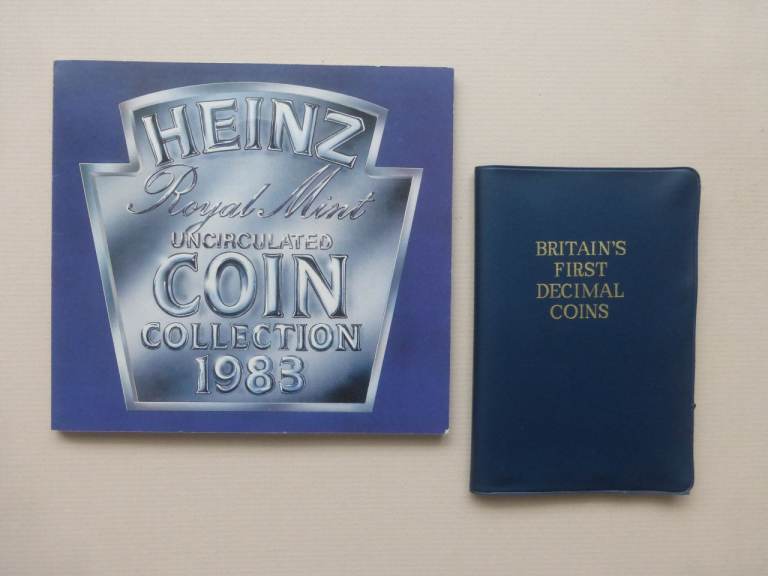 HEINZ
Royal Mint
UNCIRCULATED
COIN
COLLECTION
1983
BRITAIN'S
FIRST
DECIMAL
COINS